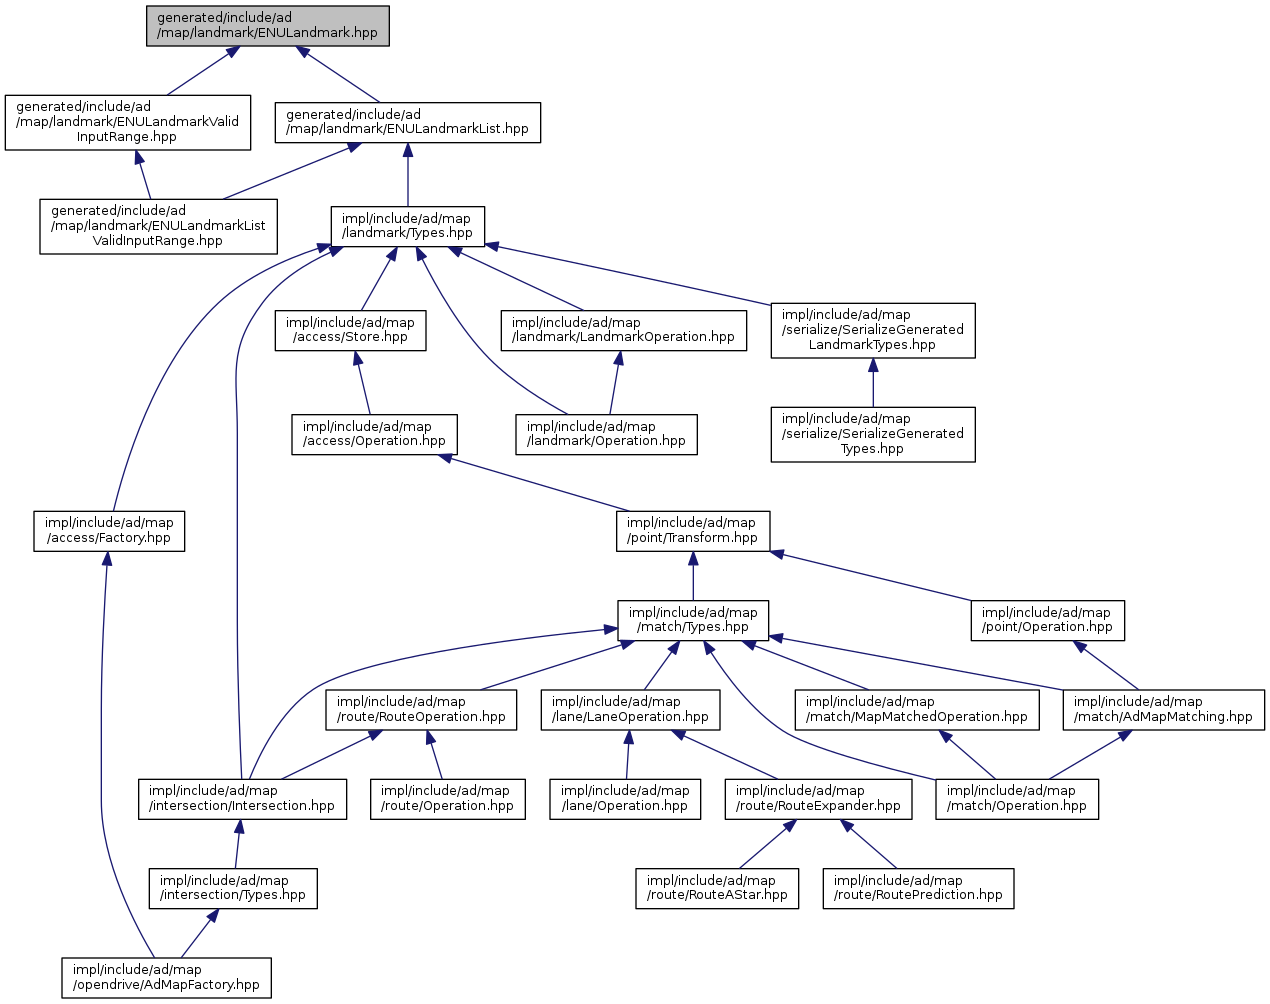 generated/include/ad
/map/landmark/ENULandmark.hpp
generated/include/ad
/map/landmark/ENULandmarkValid
InputRange.hpp
generated/include/ad
/map/landmark/ENULandmarkList.hpp
generated/include/ad
/map/landmark/ENULandmarkList
ValidInputRange.hpp
impl/include/ad/map
/landmark/Types.hpp
impl/include/ad/map
/access/Store.hpp
impl/include/ad/map
/landmark/LandmarkOperation.hpp
impl/include/ad/map
/serialize/SerializeGenerated
LandmarkTypes.hpp
impl/include/ad/map
/access/Operation.hpp
impl/include/ad/map
/landmark/Operation.hpp
impl/include/ad/map
/serialize/SerializeGenerated
Types.hpp
impl/include/ad/map
/access/Factory.hpp
impl/include/ad/map
/point/Transform.hpp
impl/include/ad/map
/match/Types.hpp
impl/include/ad/map
/point/Operation.hpp
impl/include/ad/map
/route/RouteOperation.hpp
impl/include/ad/map
/lane/LaneOperation.hpp
impl/include/ad/map
/match/MapMatchedOperation.hpp
impl/include/ad/map
/match/AdMapMatching.hpp
impl/include/ad/map
/intersection/Intersection.hpp
impl/include/ad/map
/route/Operation.hpp
impl/include/ad/map
/lane/Operation.hpp
impl/include/ad/map
/route/RouteExpander.hpp
impl/include/ad/map
/match/Operation.hpp
impl/include/ad/map
/intersection/Types.hpp
impl/include/ad/map
/route/RouteAStar.hpp
impl/include/ad/map
/route/RoutePrediction.hpp
impl/include/ad/map
/opendrive/AdMapFactory.hpp